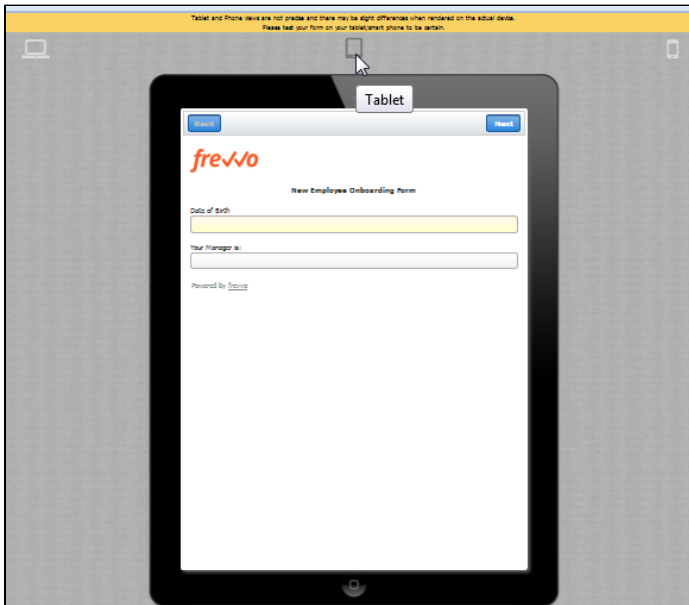 Tablet and Phone views are not precise and there may be slight differences when rendered on the actual device.
Please test your form on your tablet/smart phone to be certain.
Tablet
Back
Next
frevvo
New Employee Onboarding Form
Date of Birth
Your Manager is:
Powered by frevvo